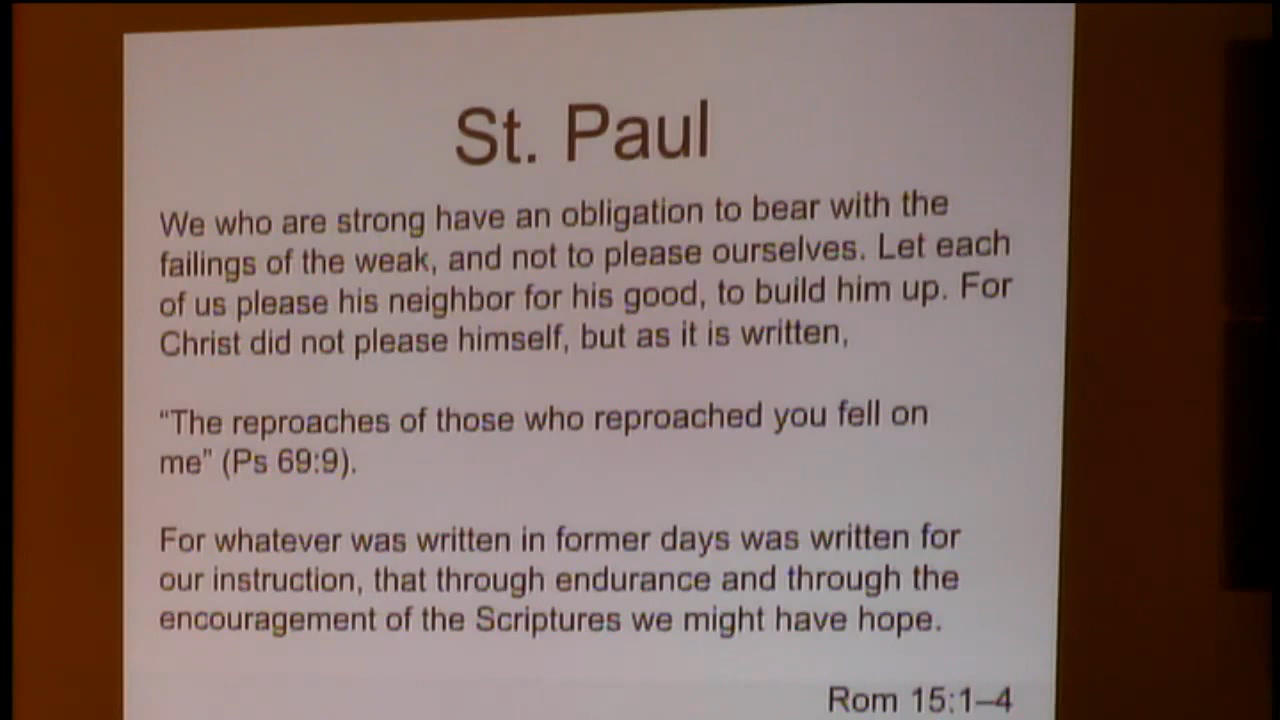 St. Paul
We who are strong have an obligation to bear with the
failings of the weak, and not to please ourselves. Let each
of us please his neighbor for his good, to build him up. For
Christ did not please himself, but as it is written,
“The reproaches of those who reproached you fell on
me” (Ps 69:9).
For whatever was written in former days was written for
our instruction, that through endurance and through the
encouragement of the Scriptures we might have hope.
Rom 15:1–4